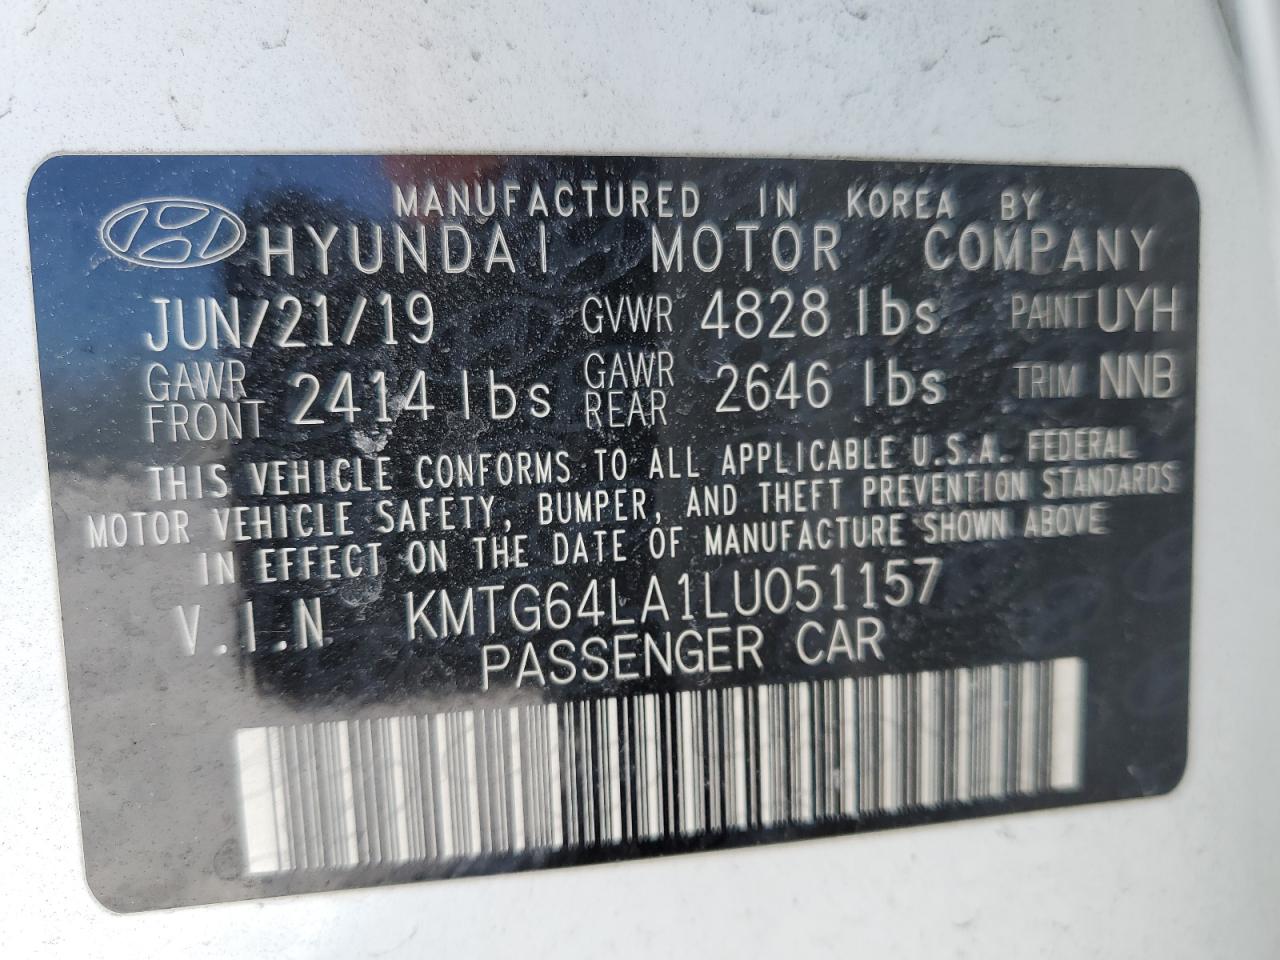 MANUFACTURED IN KOREA BY
HYUNDAI MOTOR COMPANY
JUN/21/19 GVWR 4828 lbs PAINT UYH
GAWR FRONT 2414 lbs GAWR REAR 2646 lbs TRIM NNB
THIS VEHICLE CONFORMS TO ALL APPLICABLE U.S.A. FEDERAL
MOTOR VEHICLE SAFETY, BUMPER, AND THEFT PREVENTION STANDARDS
IN EFFECT ON THE DATE OF MANUFACTURE SHOWN ABOVE
V.I.N KMTG64LA1LU051157
PASSENGER CAR